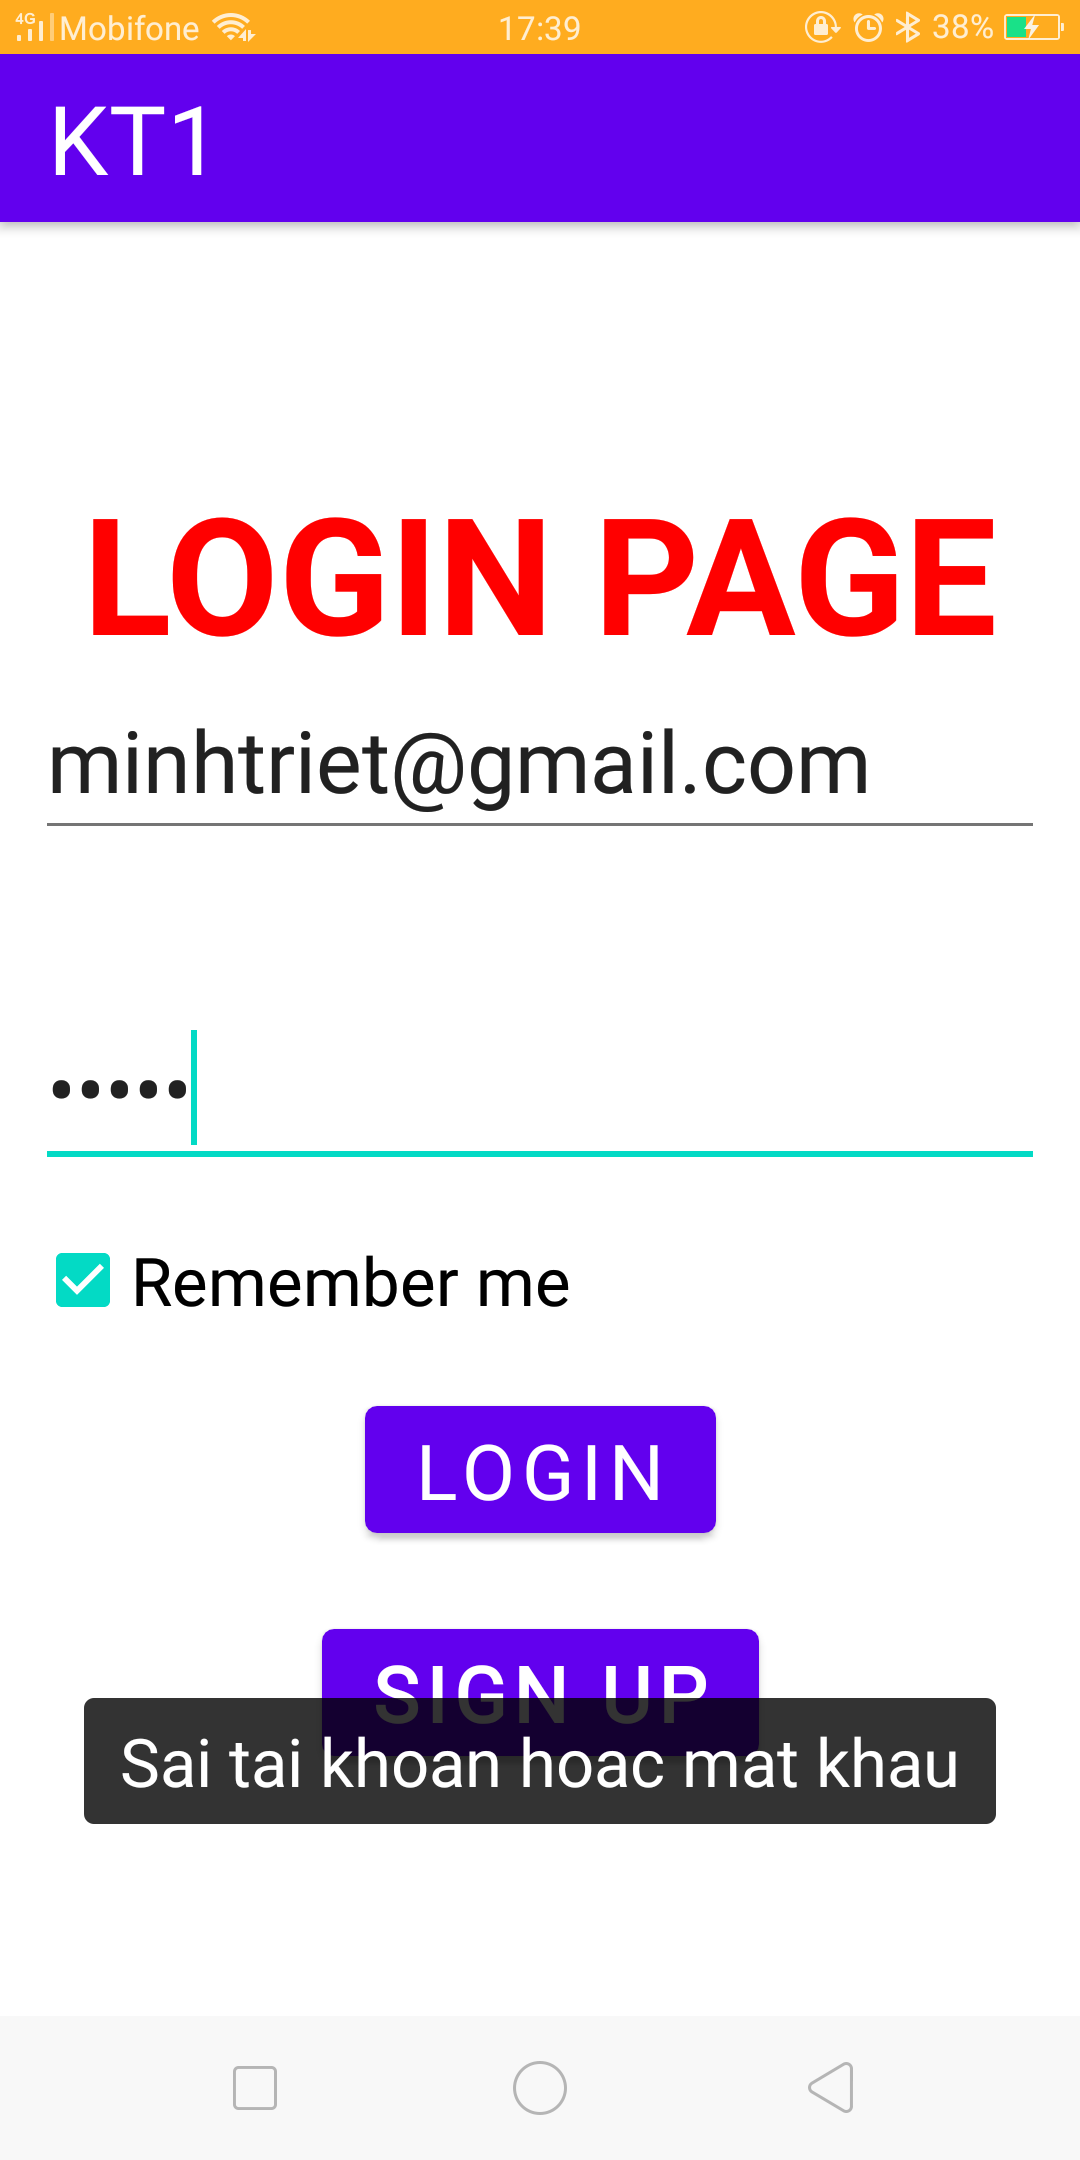 4G Mobifone 17:39 38%
KT1
LOGIN PAGE
minhtriet@gmail.com
•••••
Remember me
LOGIN
SIGN UP
Sai tai khoan hoac mat khau